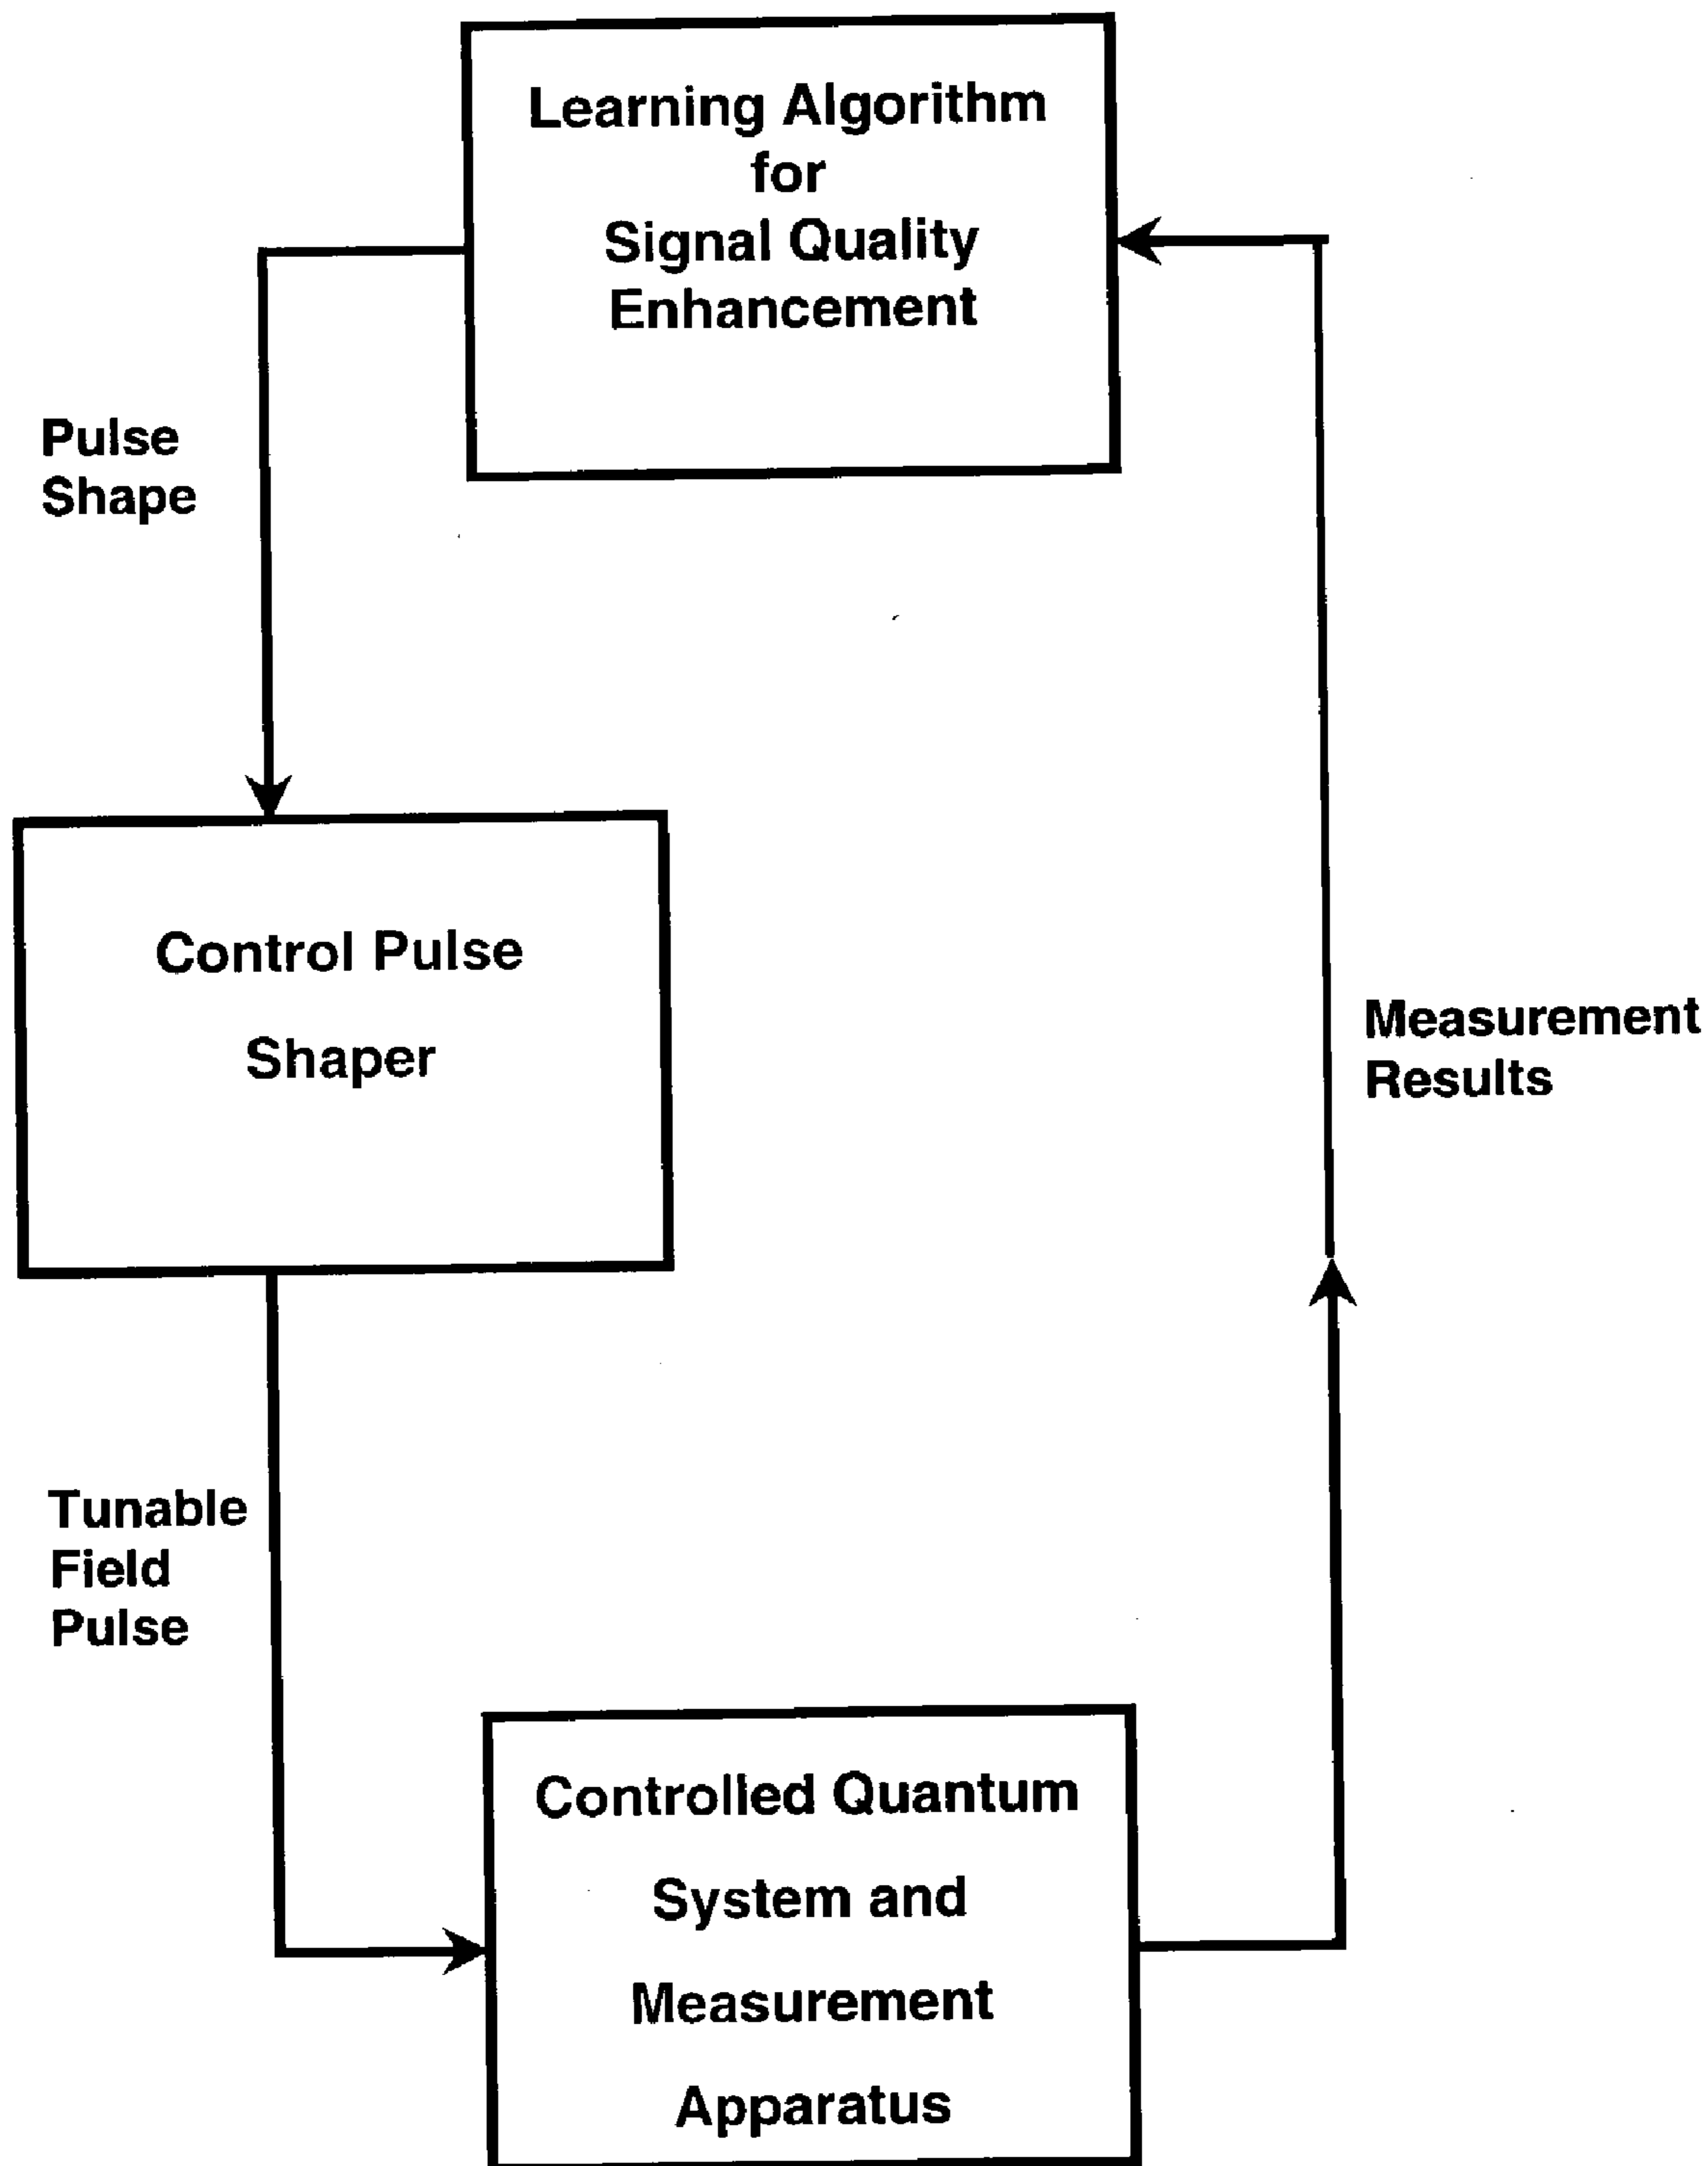 Learning Algorithm
for
Signal Quality
Enhancement
Pulse
Shape
Control Pulse
Shaper
Measurement
Results
Tunable
Field
Pulse
Controlled Quantum
System and
Measurement
Apparatus